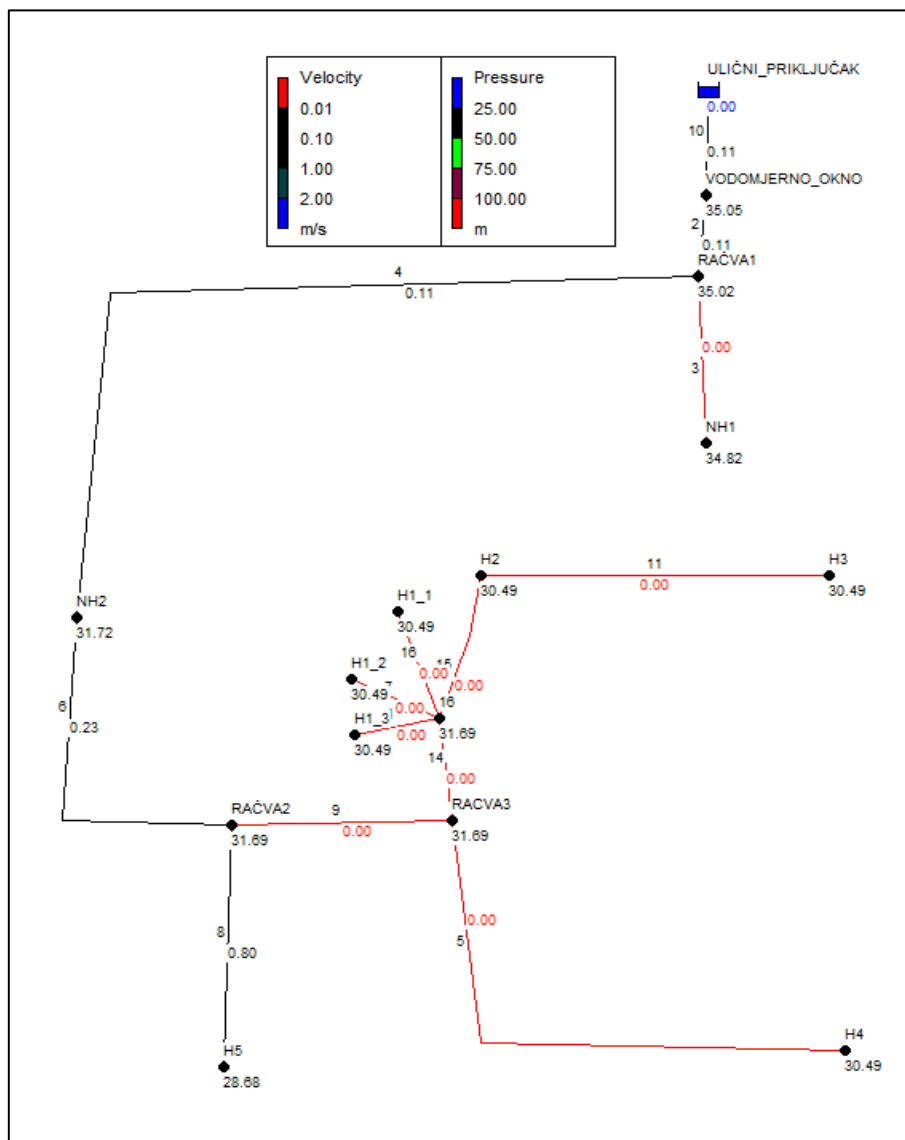 Velocity
0.01
0.10
1.00
2.00
m/s
Pressure
25.00
50.00
75.00
100.00
m
ULIČNI_PRIKLJUČAK
0.00
10
0.11
VODOMJERNO_OKNO
35.05
2
0.11
RAČVA1
35.02
4
0.11
0.00
3
NH1
34.82
H2
30.49
11
0.00
H3
30.49
H1_1
30.49
16
15
0.00
0.00
H1_2
30.49
0.00
H1_3
30.49
0.00
16
31.69
14
0.00
NH2
31.72
6
0.23
RAČVA2
31.69
9
0.00
RACVA3
31.69
8
0.80
0.00
5
H5
28.68
H4
30.49